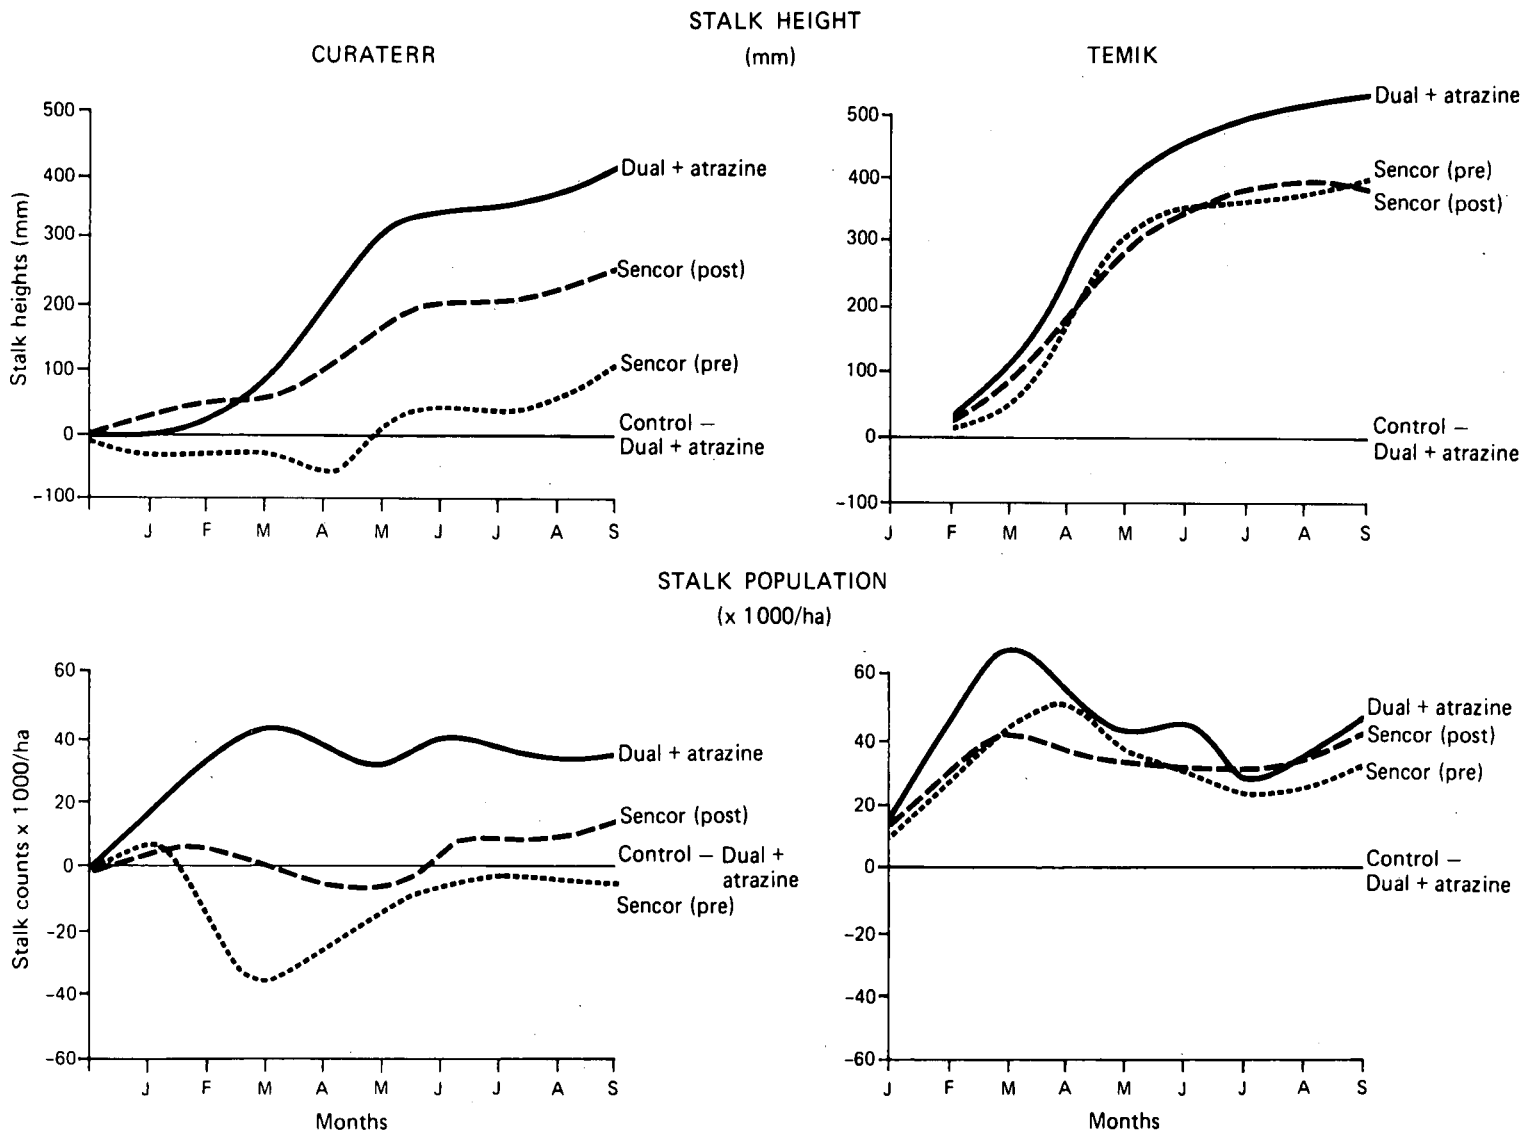 STALK HEIGHT
(mm)
CURATERR
TEMIK
Stalk heights (mm)
500
400
300
200
100
0
-100
J F M A M J J A S
Dual + atrazine
Sencor (post)
Sencor (pre)
Control –
Dual + atrazine
500
400
300
200
100
0
-100
J F M A M J J A S
Dual + atrazine
Sencor (pre)
Sencor (post)
Control –
Dual + atrazine
STALK POPULATION
(x 1000/ha)
Stalk counts x 1000/ha
60
40
20
0
-20
-40
-60
J F M A M J J A S
Months
Dual + atrazine
Sencor (post)
Control – Dual +
atrazine
Sencor (pre)
60
40
20
0
-20
-40
-60
J F M A M J J A S
Months
Dual + atrazine
Sencor (post)
Sencor (pre)
Control –
Dual + atrazine